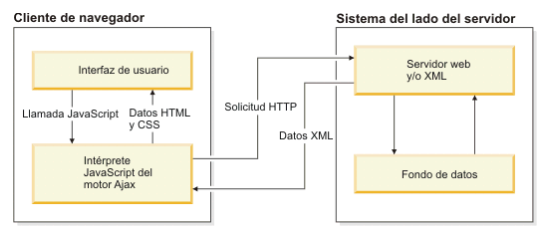 Cliente de navegador
Interfaz de usuario
Llamada JavaScript
Datos HTML
y CSS
Intérprete
JavaScript del
motor Ajax
Solicitud HTTP
Datos XML
Sistema del lado del servidor
Servidor web
y/o XML
Fondo de datos